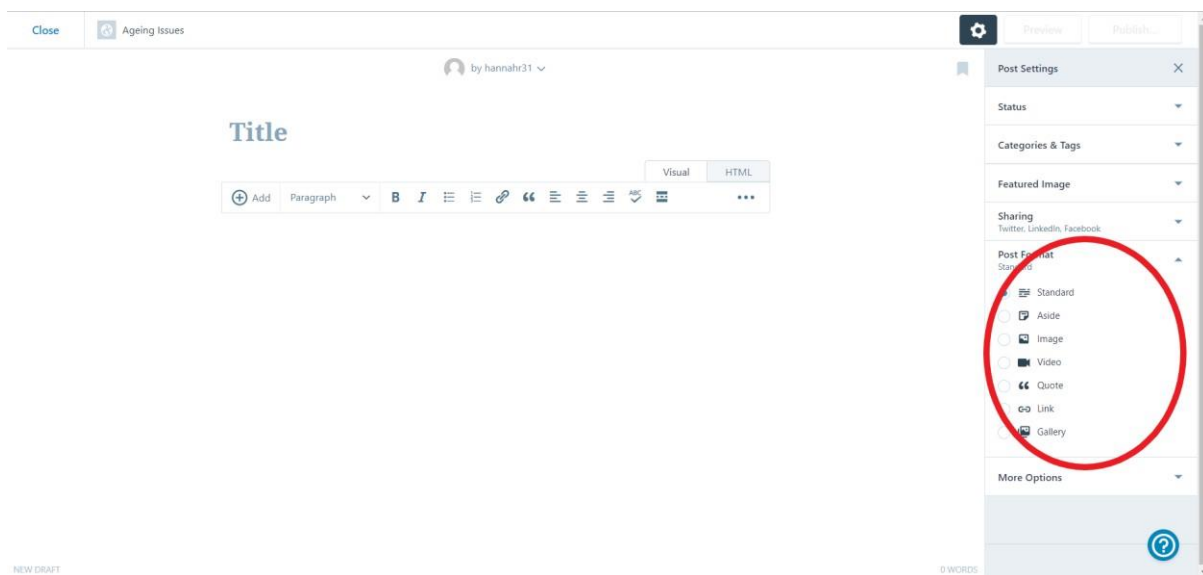 Close
Ageing Issues
Preview
Publish...
by hannahr31
Post Settings
Status
Title
Categories & Tags
Visual
HTML
Add
Paragraph
B
I
ABC
Featured Image
Sharing
Twitter, LinkedIn, Facebook
Post Format
Standard
Standard
Aside
Image
Video
Quote
Link
Gallery
More Options
NEW DRAFT
0 WORDS